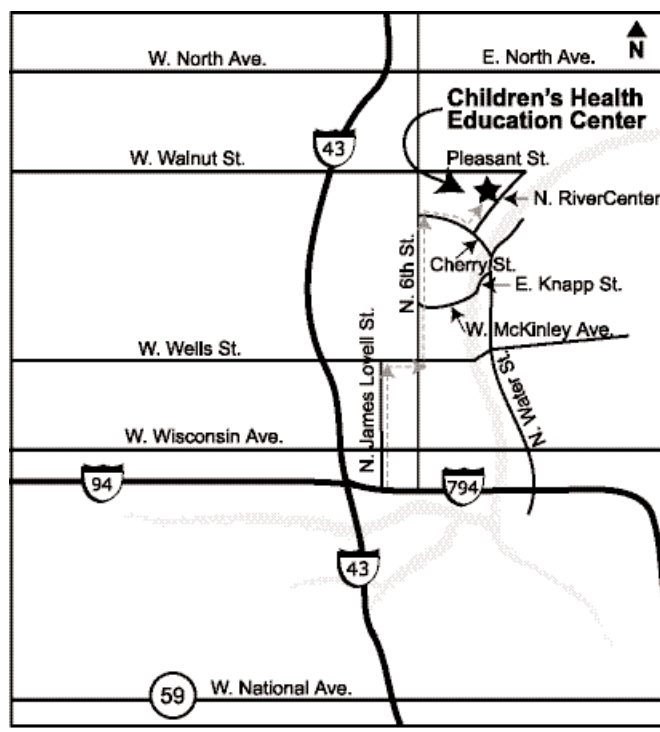 W. North Ave.
E. North Ave.
N
Children's Health
Education Center
43
W. Walnut St.
Pleasant St.
N. RiverCenter
N. 6th St.
Cherry St.
E. Knapp St.
W. McKinley Ave.
W. Wells St.
N. James Lovell St.
N. Water St.
W. Wisconsin Ave.
94
794
43
59
W. National Ave.